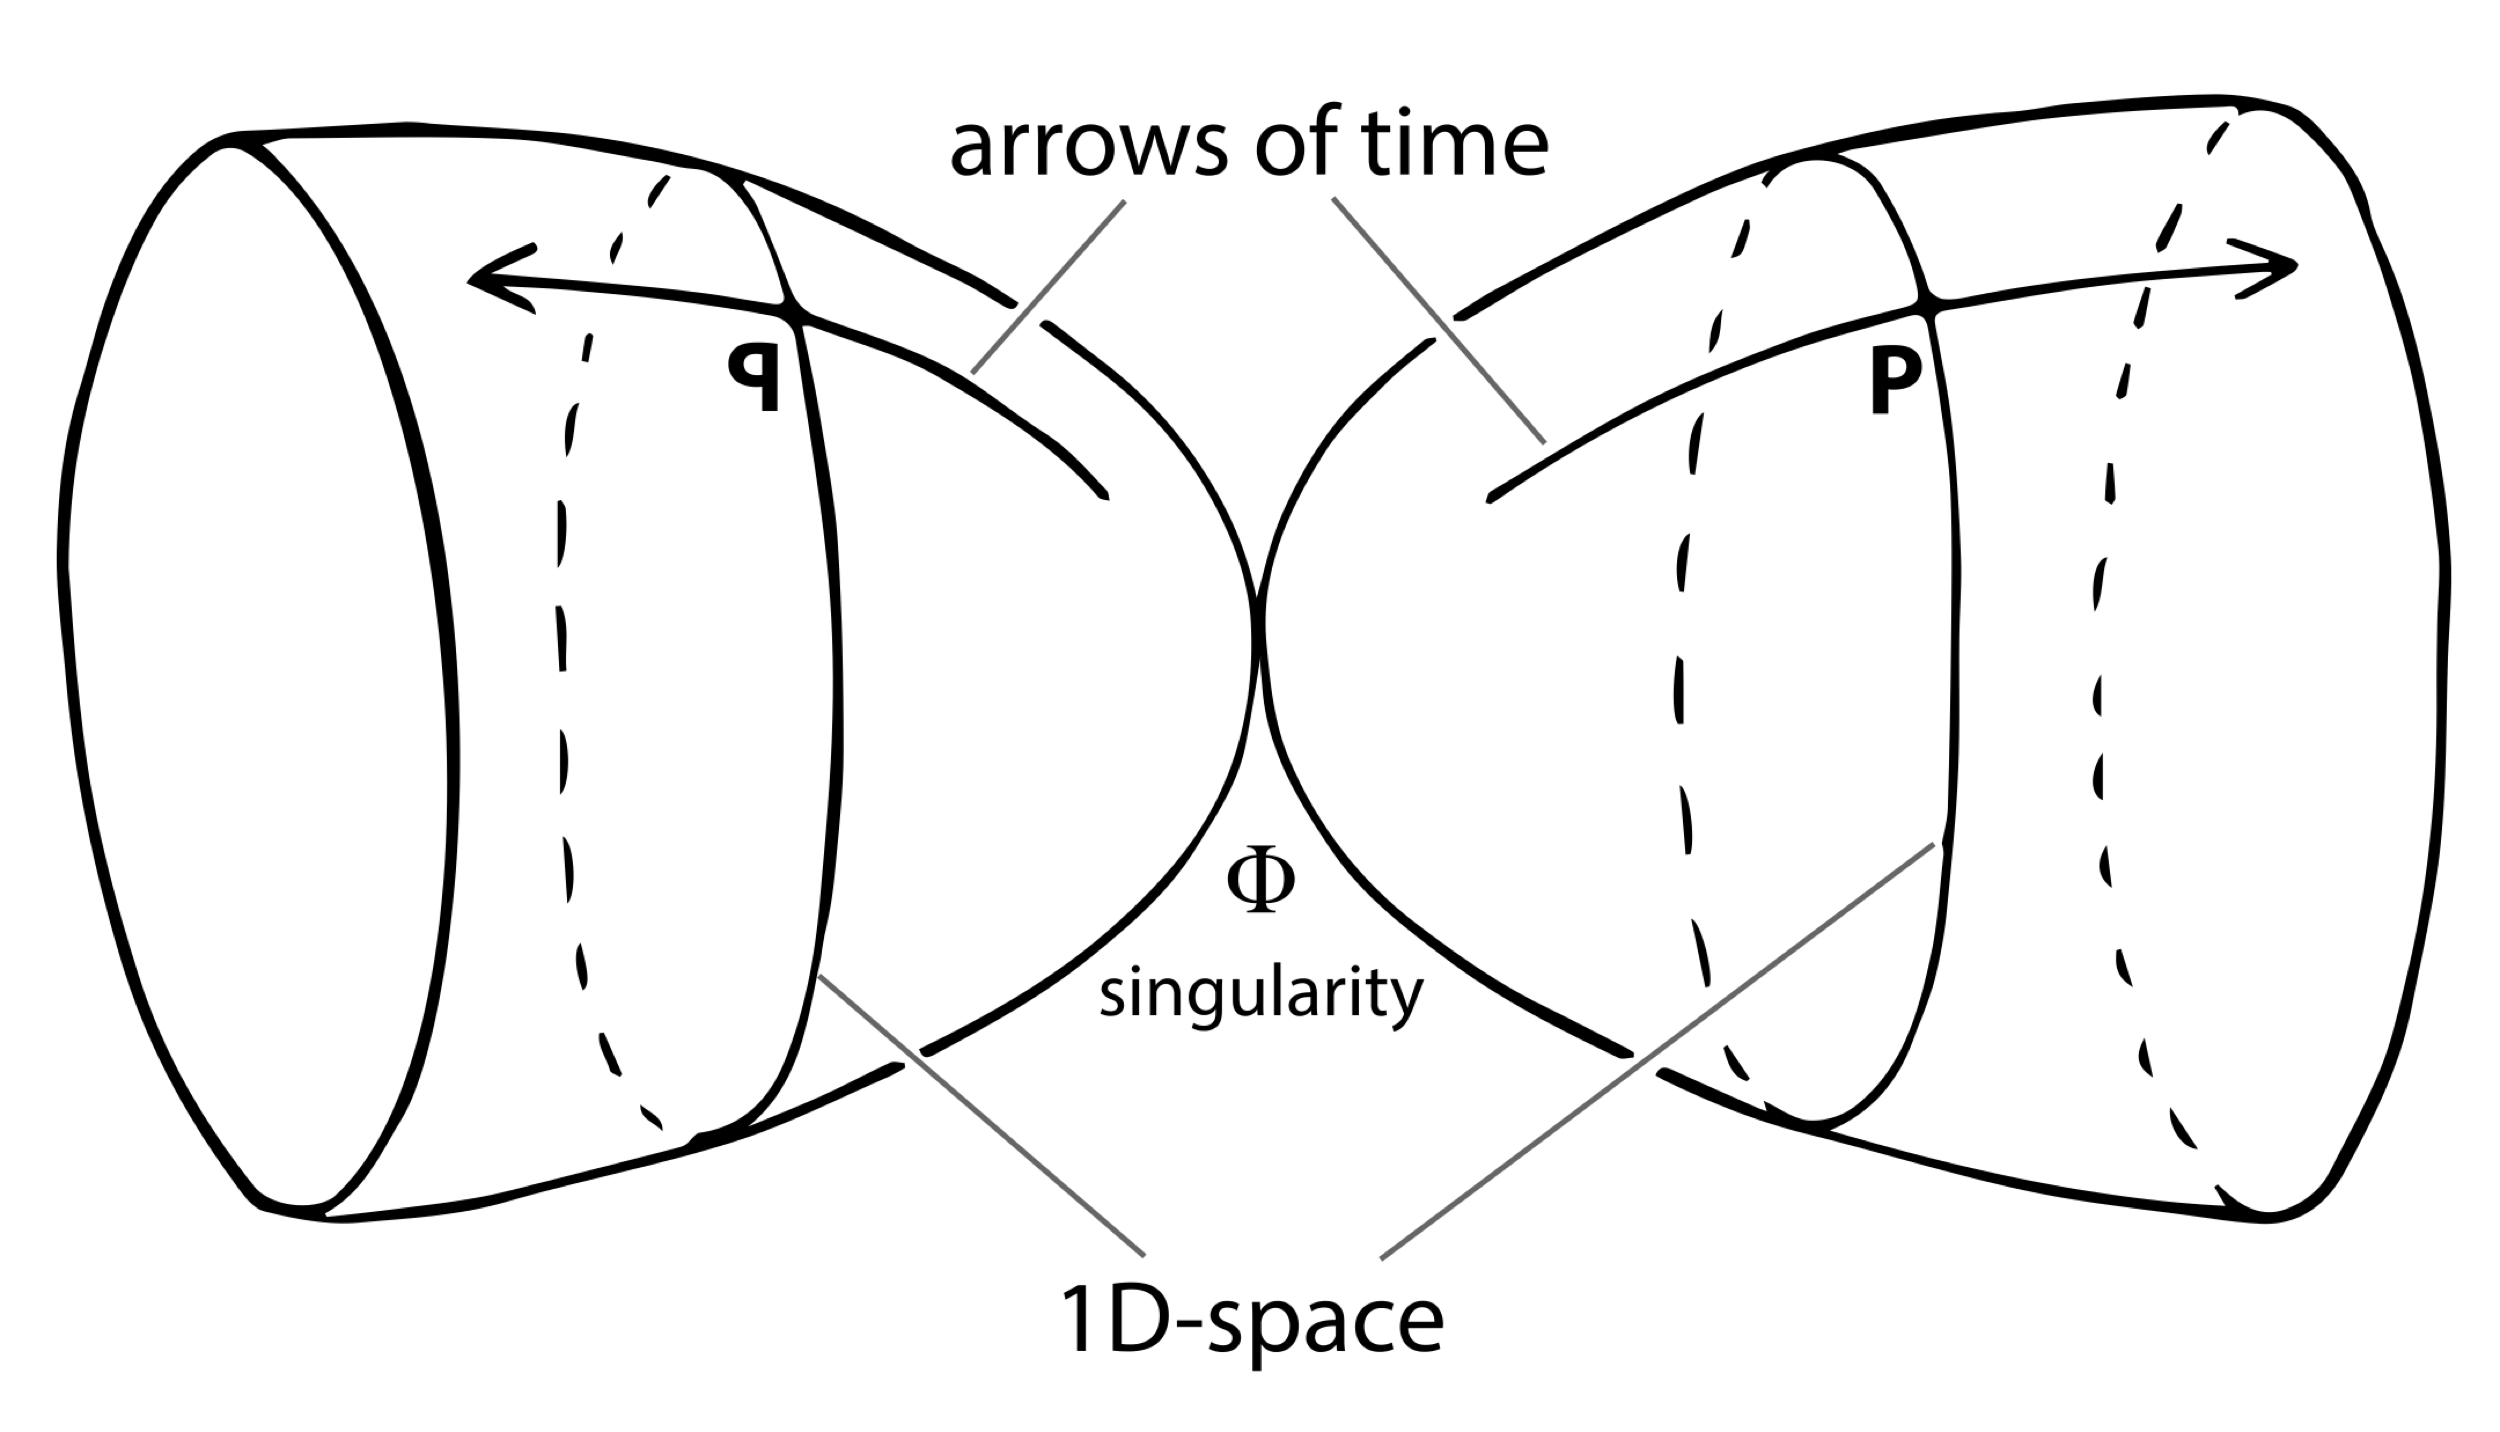 arrows of time
P
P
Φ
singularity
1D-space